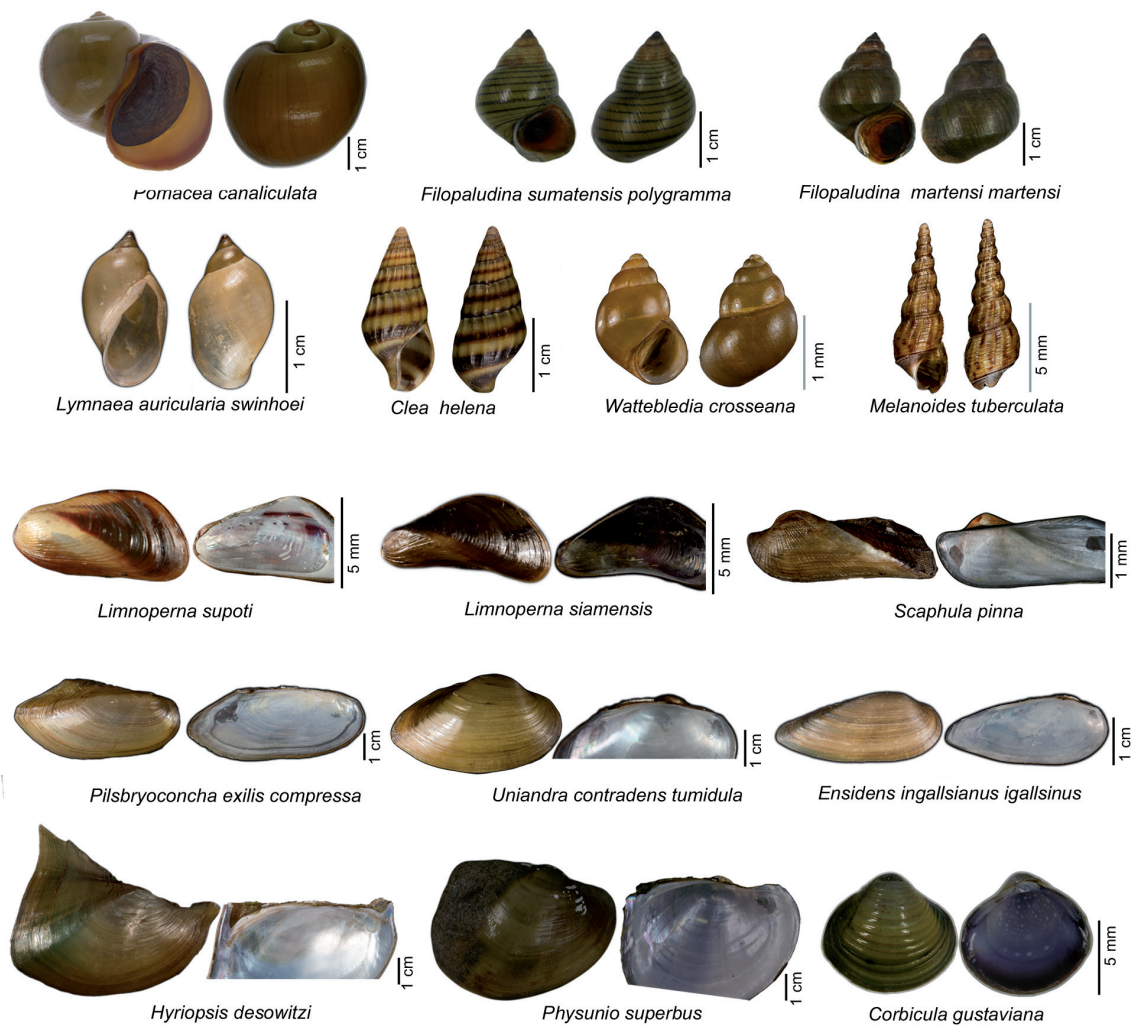 1 cm
1 cm
1 cm
Pomacea canaliculata
Filopaludina sumatensis polygramma
Filopaludina martensi martensi
1 cm
1 cm
1 mm
5 mm
Lymnaea auricularia swinhoei
Clea helena
Wattebledia crosseana
Melanoides tuberculata
5 mm
5 mm
1 mm
Limnoperna supoti
Limnoperna siamensis
Scaphula pinna
1 cm
1 cm
1 cm
Pilsbryoconcha exilis compressa
Uniandra contradens tumidula
Ensidens ingallsianus igallsinus
1 cm
1 cm
5 mm
Hyriopsis desowitzi
Physunio superbus
Corbicula gustaviana